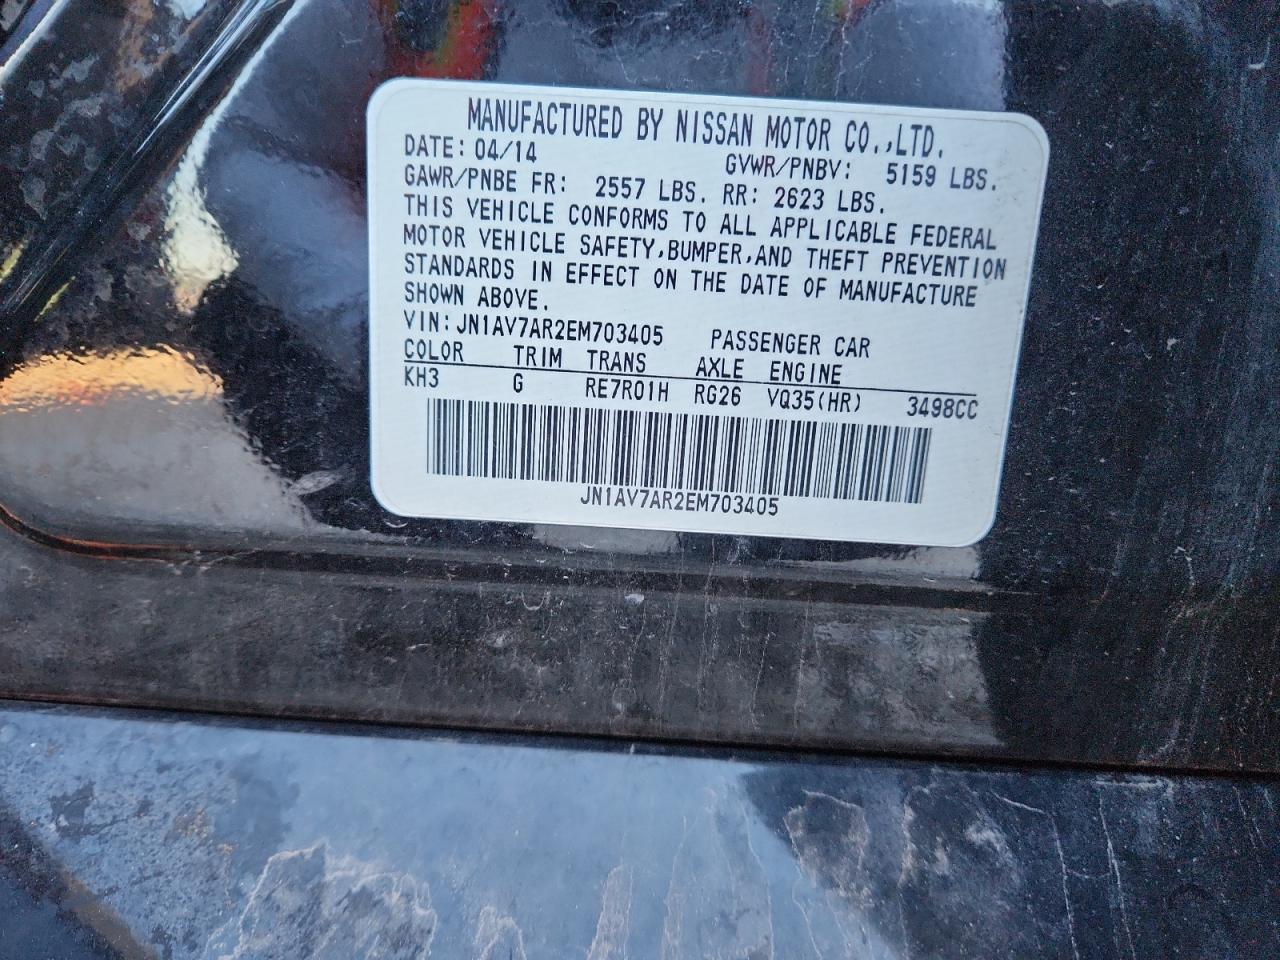 MANUFACTURED BY NISSAN MOTOR CO.,LTD.
DATE: 04/14 GVWR/PNBV: 5159 LBS.
GAWR/PNBE FR: 2557 LBS. RR: 2623 LBS.
THIS VEHICLE CONFORMS TO ALL APPLICABLE FEDERAL
MOTOR VEHICLE SAFETY,BUMPER,AND THEFT PREVENTION
STANDARDS IN EFFECT ON THE DATE OF MANUFACTURE
SHOWN ABOVE.
VIN:JN1AV7AR2EM703405 PASSENGER CAR
COLOR TRIM TRANS AXLE ENGINE
KH3 G RE7R01H RG26 VQ35(HR) 3498CC
JN1AV7AR2EM703405